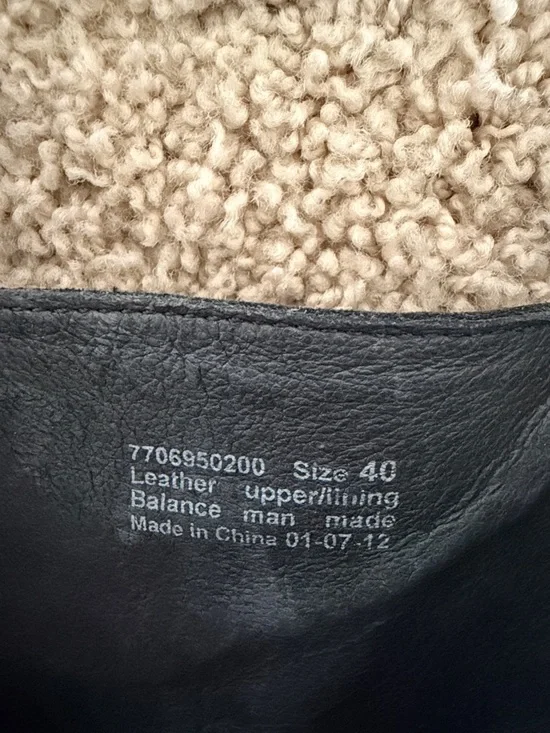 7706950200 Size 40
Leather upper/lining
Balance man made
Made in China 01-07-12